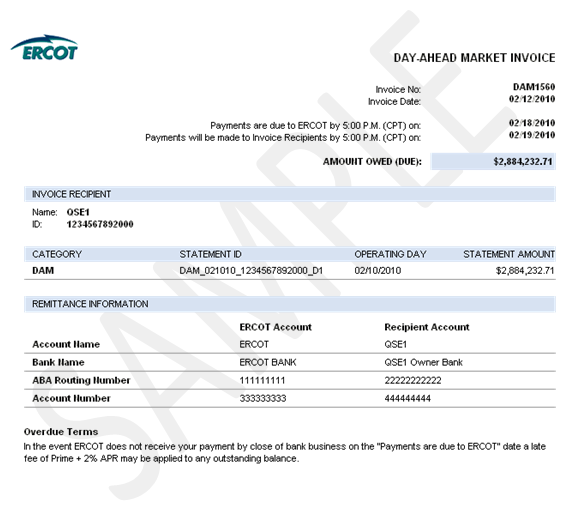 ERCOT
DAY-AHEAD MARKET INVOICE
Invoice No: DAM1560
Invoice Date: 02/12/2010
Payments are due to ERCOT by 5:00 P.M. (CPT) on: 02/18/2010
Payments will be made to Invoice Recipients by 5:00 P.M. (CPT) on: 02/19/2010
AMOUNT OWED (DUE): $2,884,232.71
INVOICE RECIPIENT
Name: QSE1
ID: 1234567892000
CATEGORY STATEMENT ID OPERATING DAY STATEMENT AMOUNT
DAM DAM_021010_1234567892000_D1 02/10/2010 $2,884,232.71
REMITTANCE INFORMATION
ERCOT Account Recipient Account
Account Name ERCOT QSE1
Bank Name ERCOT BANK QSE1 Owner Bank
ABA Routing Number 111111111 22222222222
Account Number 333333333 444444444
Overdue Terms
In the event ERCOT does not receive your payment by close of bank business on the "Payments are due to ERCOT" date a late
fee of Prime + 2% APR may be applied to any outstanding balance.
SAMPLE